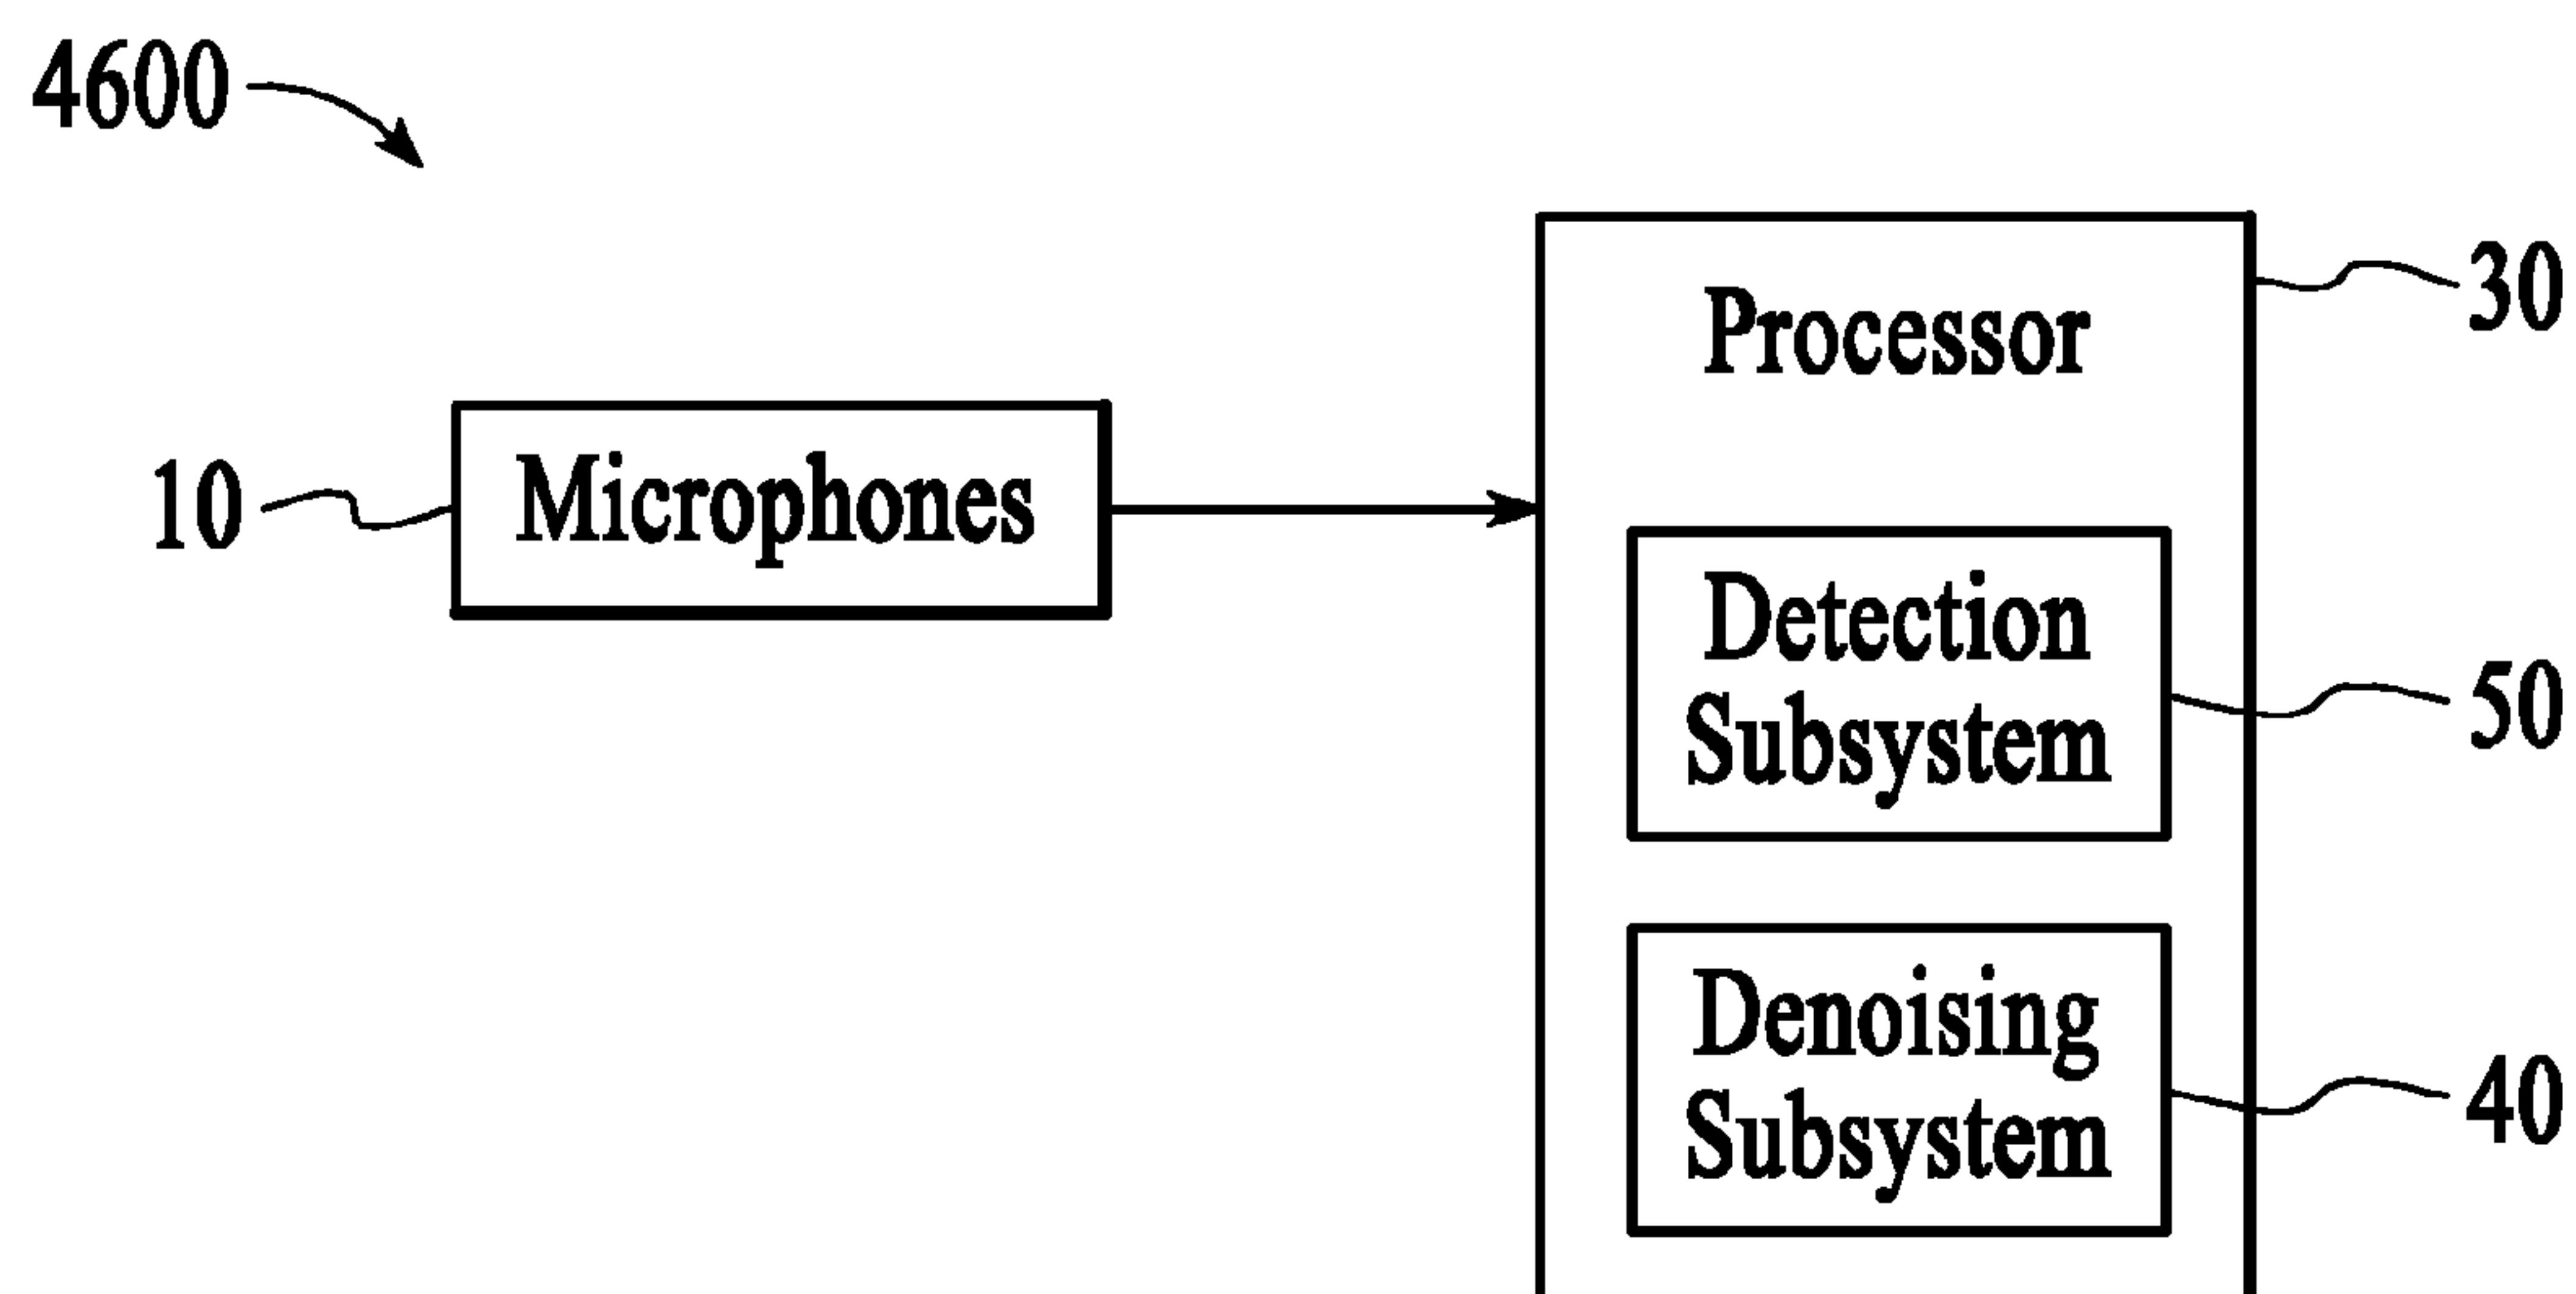 4600
Processor
30
10
Microphones
Detection
Subsystem
50
Denoising
Subsystem
40